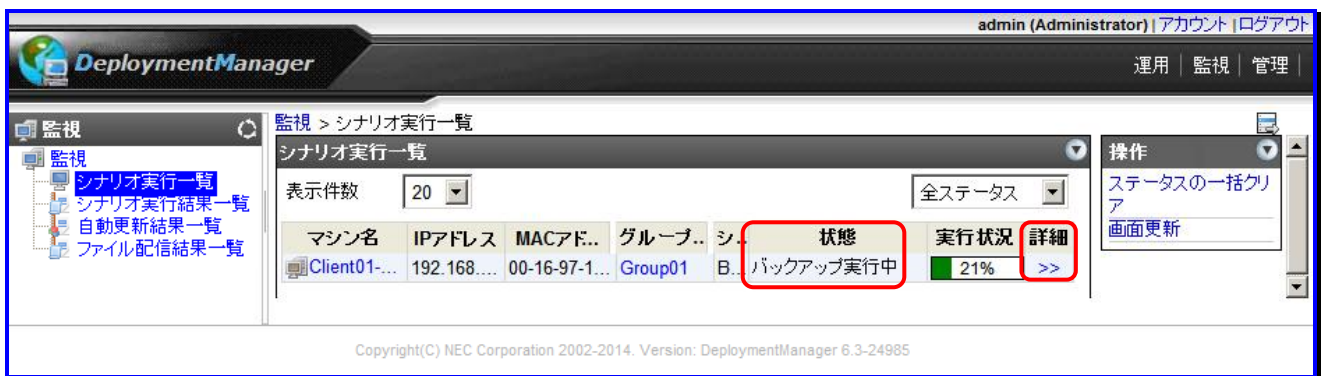 admin (Administrator) | アカウント | ログアウト
DeploymentManager
運用 | 監視 | 管理 |
監視
監視
シナリオ実行一覧
シナリオ実行結果一覧
自動更新結果一覧
ファイル配信結果一覧
監視 > シナリオ実行一覧
シナリオ実行一覧
表示件数 20 全ステータス
マシン名 IPアドレス MACアド... グループ.. シ.. 状態 実行状況 詳細
Client01-... 192.168.... 00-16-97-1... Group01 B... バックアップ実行中 21% >>
操作
ステータスの一括クリ
ア
画面更新
Copyright(C) NEC Corporation 2002-2014. Version: DeploymentManager 6.3-24985